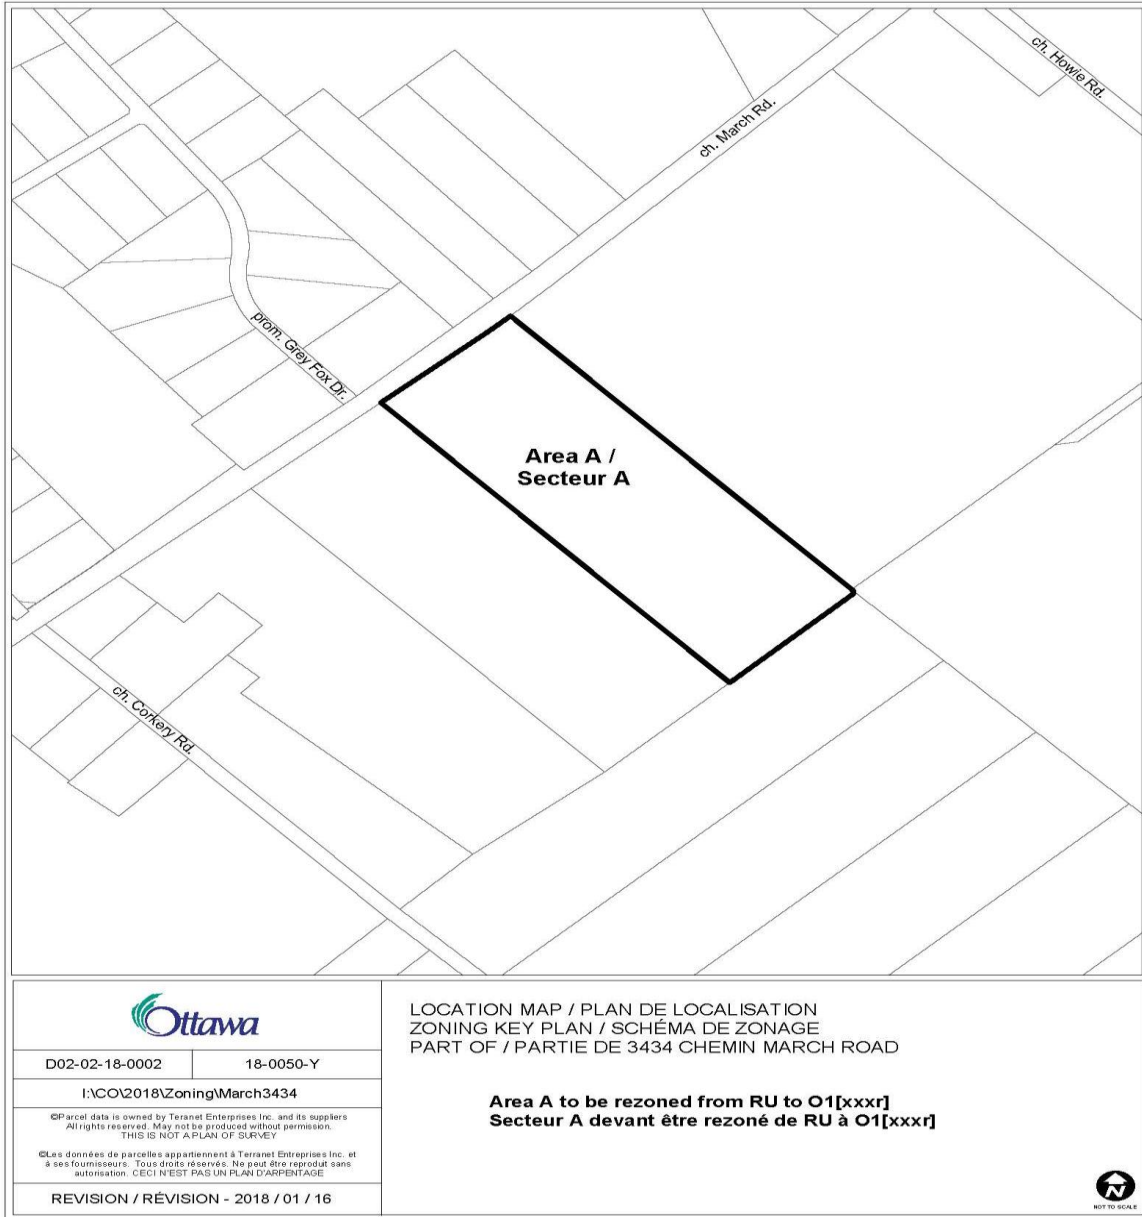 ch. Howie Rd.
ch. March Rd.
prom. Grey Fox Dr.
Area A /
Secteur A
ch. Corkery Rd.
Ottawa
D02-02-18-0002
18-0050-Y
I:\CO\2018\Zoning\March3434
©Parcel data is owned by Teranet Enterprises Inc. and its suppliers
All rights reserved. May not be produced without permission.
THIS IS NOT A PLAN OF SURVEY
©Les données de parcelles appartiennent à Teranet Entreprises Inc. et
à ses fournisseurs. Tous droits réservés. Ne peut être reproduit sans
autorisation. CECI N'EST PAS UN PLAN D'ARPENTAGE
REVISION / RÉVISION - 2018 / 01 / 16
LOCATION MAP / PLAN DE LOCALISATION
ZONING KEY PLAN / SCHÉMA DE ZONAGE
PART OF / PARTIE DE 3434 CHEMIN MARCH ROAD
Area A to be rezoned from RU to O1[xxxr]
Secteur A devant être rezoné de RU à O1[xxxr]
N
NOT TO SCALE